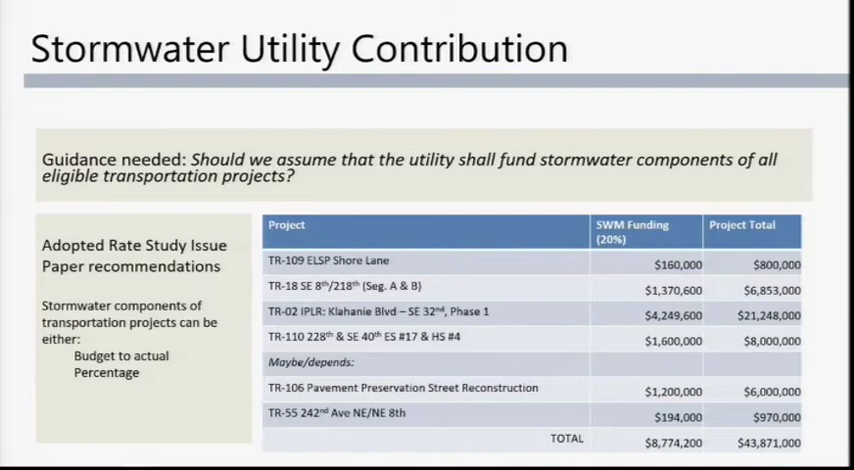 Stormwater Utility Contribution
Guidance needed: Should we assume that the utility shall fund stormwater components of all
eligible transportation projects?
Adopted Rate Study Issue
Paper recommendations
Stormwater components of
transportation projects can be
either:
Budget to actual
Percentage
Project SWM Funding Project Total
(20%)
TR-109 ELSP Shore Lane $160,000 $800,000
TR-18 SE 8th/218th (Seg. A & B) $1,370,600 $6,853,000
TR-02 IPLR: Klahanie Blvd – SE 32nd, Phase 1 $4,249,600 $21,248,000
TR-110 228th & SE 40th ES #17 & HS #4 $1,600,000 $8,000,000
Maybe/depends:
TR-106 Pavement Preservation Street Reconstruction $1,200,000 $6,000,000
TR-55 242nd Ave NE/NE 8th $194,000 $970,000
TOTAL $8,774,200 $43,871,000